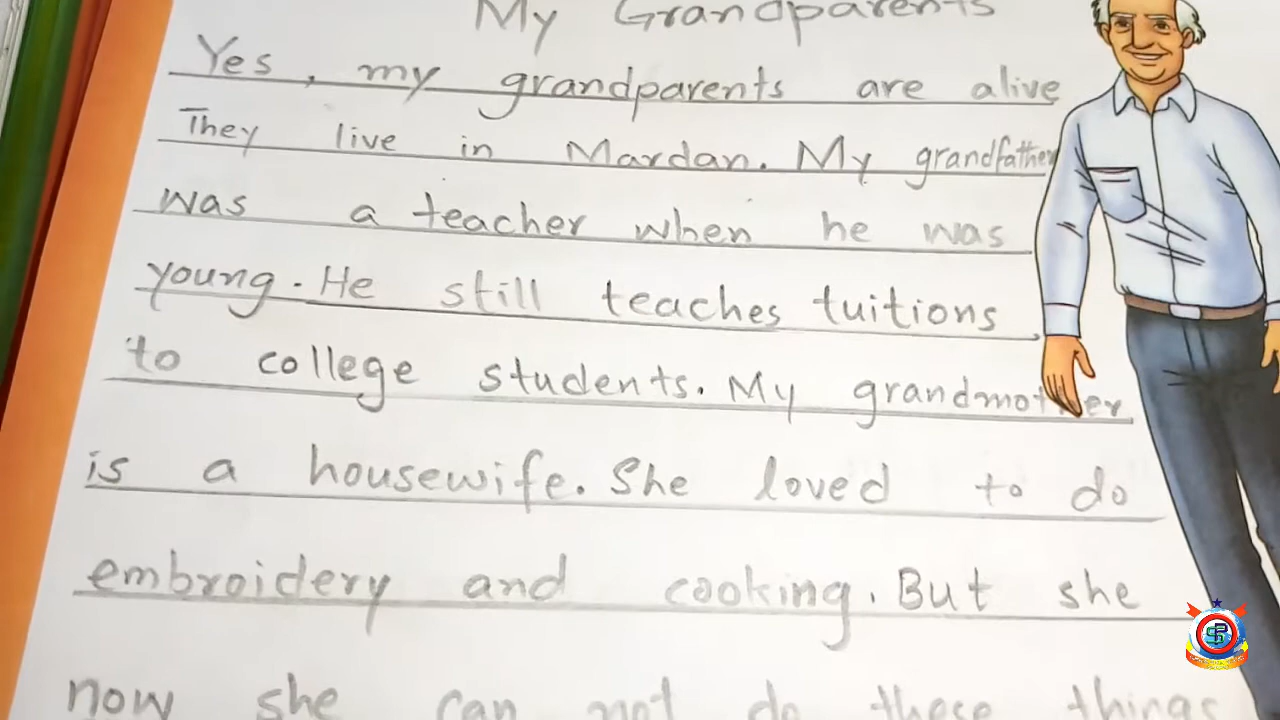 My Grandparents
Yes, my grandparents are alive
They live in Mardan. My grandfather
was a teacher when he was
young. He still teaches tuitions
to college students. My grandmother
is a housewife. She loved to do
embroidery and cooking. But she
now she can not do these things